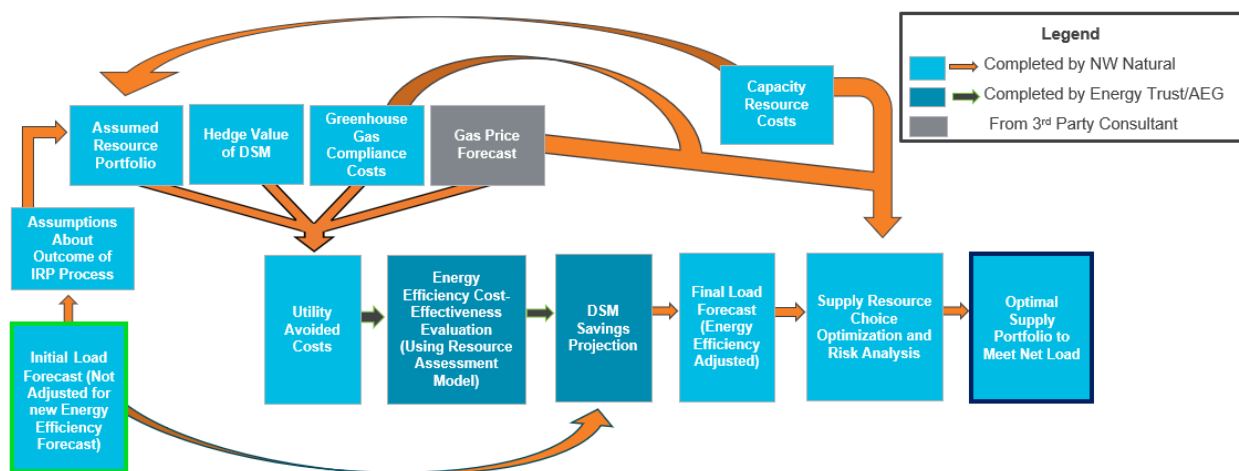 Legend
Completed by NW Natural
Completed by Energy Trust/AEG
From 3rd Party Consultant
Capacity
Resource
Costs
Assumed
Resource
Portfolio
Hedge Value
of DSM
Greenhouse
Gas
Compliance
Costs
Gas Price
Forecast
Assumptions
About
Outcome of
IRP Process
Initial Load
Forecast (Not
Adjusted for
new Energy
Efficiency
Forecast)
Utility
Avoided
Costs
Energy
Efficiency Cost-
Effectiveness
Evaluation
(Using Resource
Assessment
Model)
DSM
Savings
Projection
Final Load
Forecast
(Energy
Efficiency
Adjusted)
Supply Resource
Choice
Optimization and
Risk Analysis
Optimal
Supply
Portfolio to
Meet Net Load